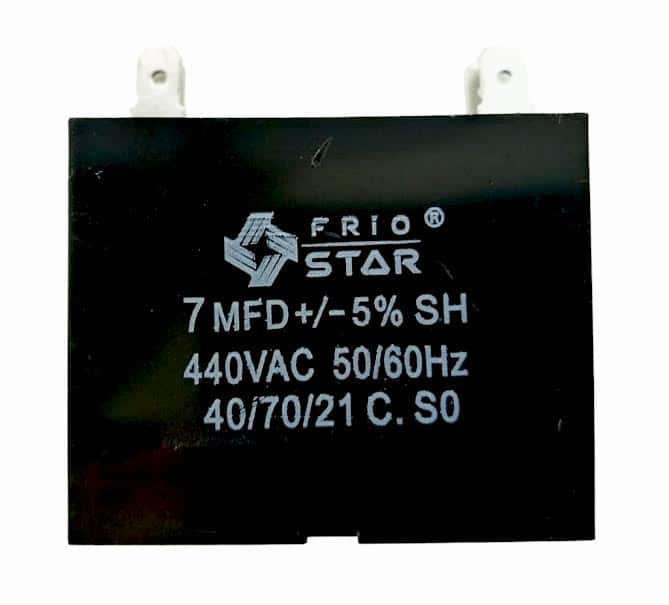 FRIO ®
STAR
7 MFD+/-5% SH
440VAC 50/60Hz
40/70/21 C. S0